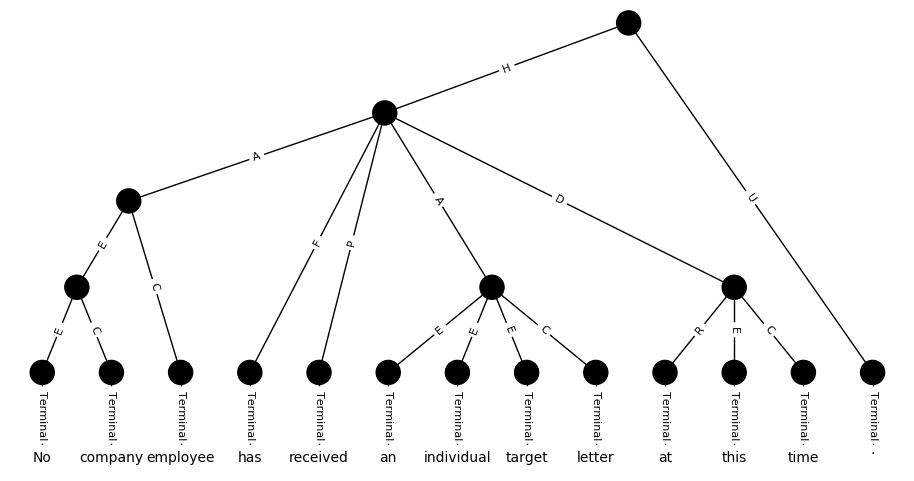 H
A
A
D
U
F
P
E
C
E
C
E
E
E
C
R
E
C
Terminal. Terminal. Terminal. Terminal. Terminal. Terminal. Terminal. Terminal. Terminal. Terminal. Terminal. Terminal. Terminal.
No company employee has received an individual target letter at this time .